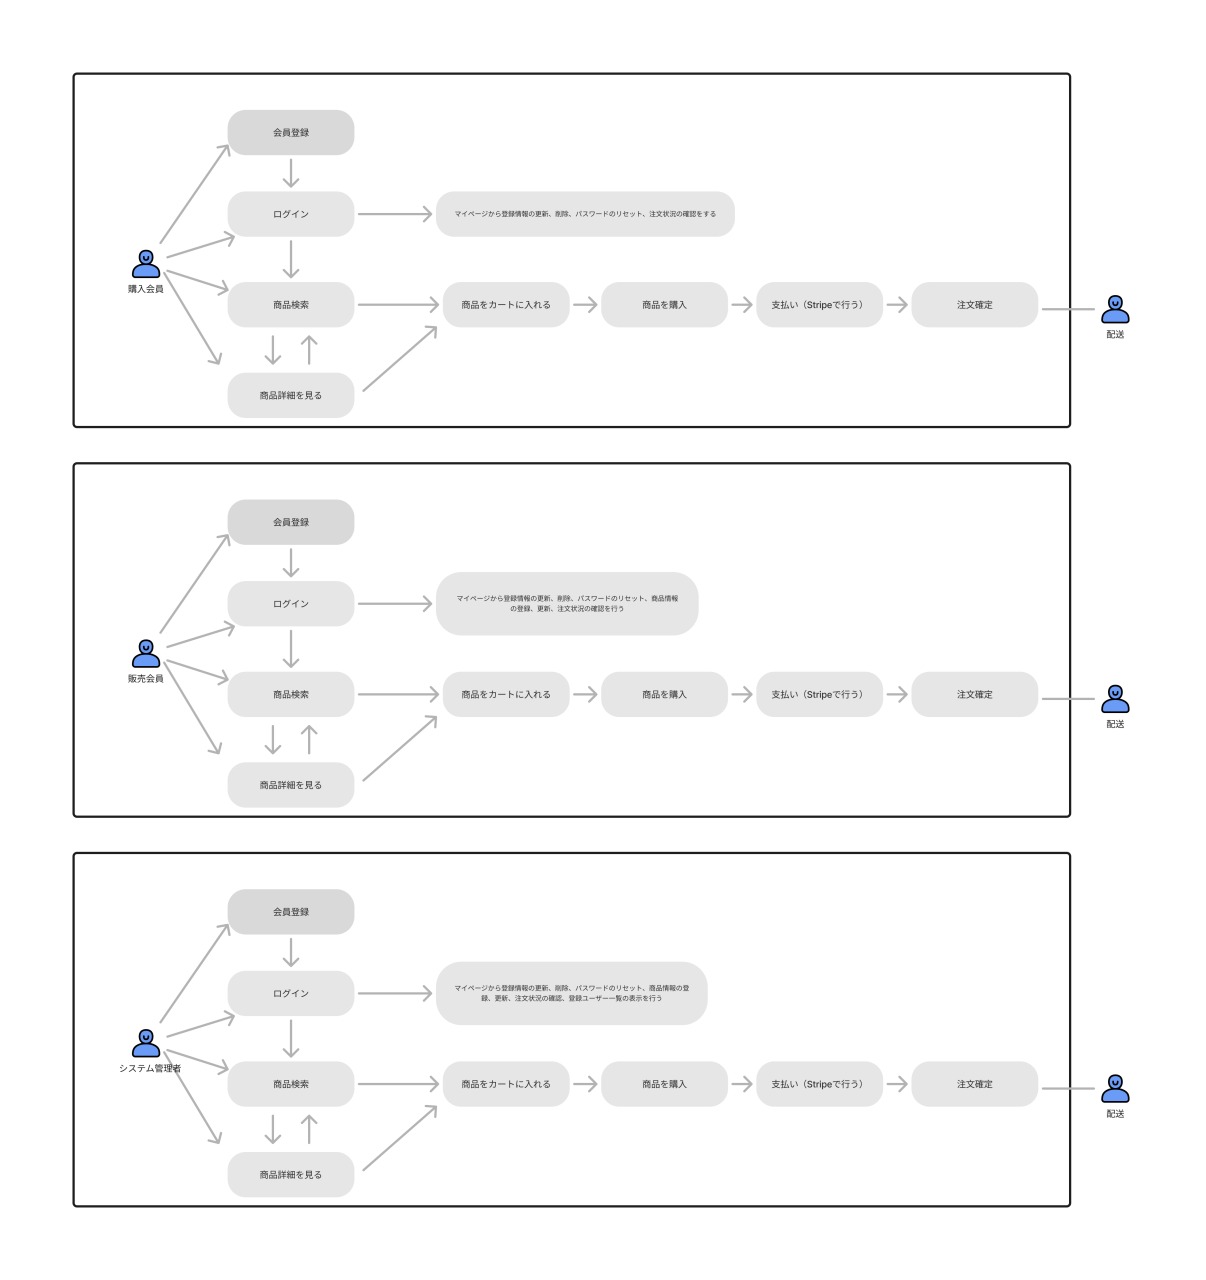 会員登録
ログイン
マイページから登録情報の更新、削除、パスワードのリセット、注文状況の確認をする
購入会員
商品検索
商品をカートに入れる
商品を購入
支払い（Stripeで行う）
注文確定
配送
商品詳細を見る
会員登録
ログイン
マイページから登録情報の更新、削除、パスワードのリセット、商品情報
の登録、更新、注文状況の確認を行う
販売会員
商品検索
商品をカートに入れる
商品を購入
支払い（Stripeで行う）
注文確定
配送
商品詳細を見る
会員登録
ログイン
マイページから登録情報の更新、削除、パスワードのリセット、商品情報の登
録、更新、注文状況の確認、登録ユーザー一覧の表示を行う
システム管理者
商品検索
商品をカートに入れる
商品を購入
支払い（Stripeで行う）
注文確定
配送
商品詳細を見る